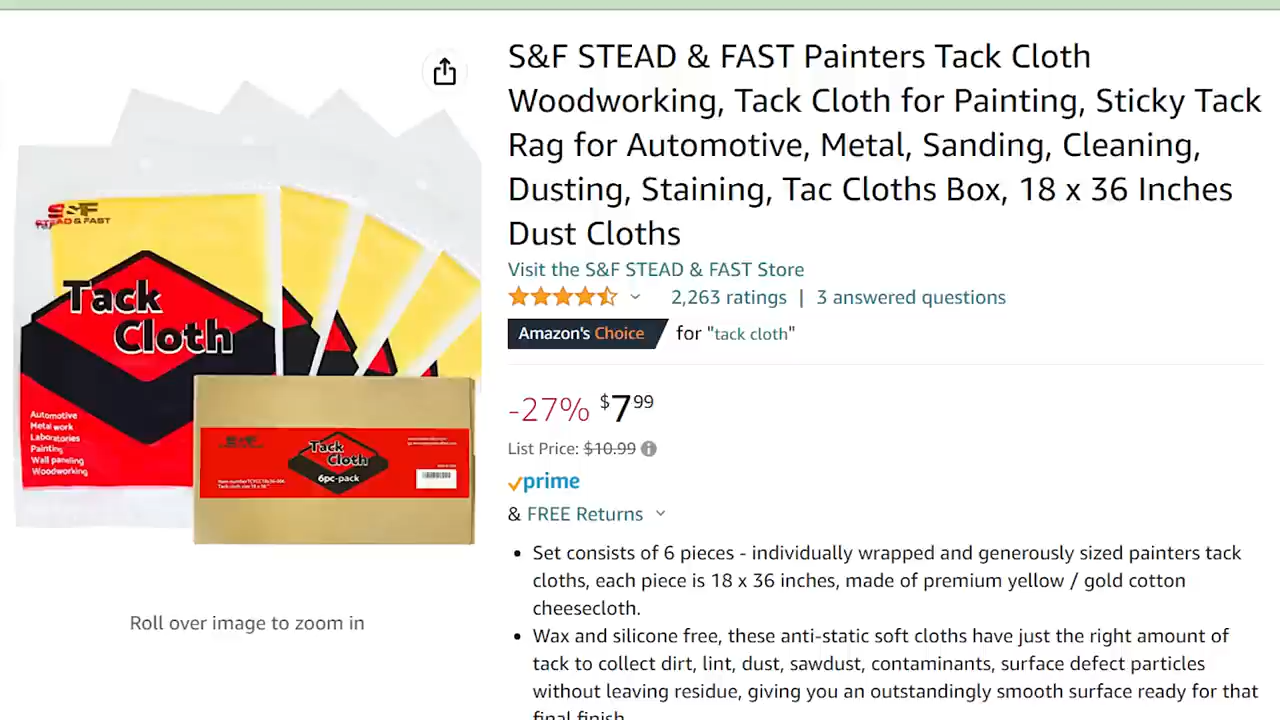 S&F STEAD & FAST Painters Tack Cloth
Woodworking, Tack Cloth for Painting, Sticky Tack
Rag for Automotive, Metal, Sanding, Cleaning,
Dusting, Staining, Tac Cloths Box, 18 x 36 Inches
Dust Cloths
Visit the S&F STEAD & FAST Store
2,263 ratings | 3 answered questions
Amazon's Choice for "tack cloth"
-27% $7 99
List Price: $10.99
prime
& FREE Returns
• Set consists of 6 pieces - individually wrapped and generously sized painters tack
cloths, each piece is 18 x 36 inches, made of premium yellow / gold cotton
cheesecloth.
• Wax and silicone free, these anti-static soft cloths have just the right amount of
tack to collect dirt, lint, dust, sawdust, contaminants, surface defect particles
without leaving residue, giving you an outstandingly smooth surface ready for that
final finish
S&F
STEAD & FAST
Tack
Cloth
Automotive
Metal work
Laboratories
Painting
Wall paneling
Woodworking
Tack
Cloth
6pc-pack
Roll over image to zoom in